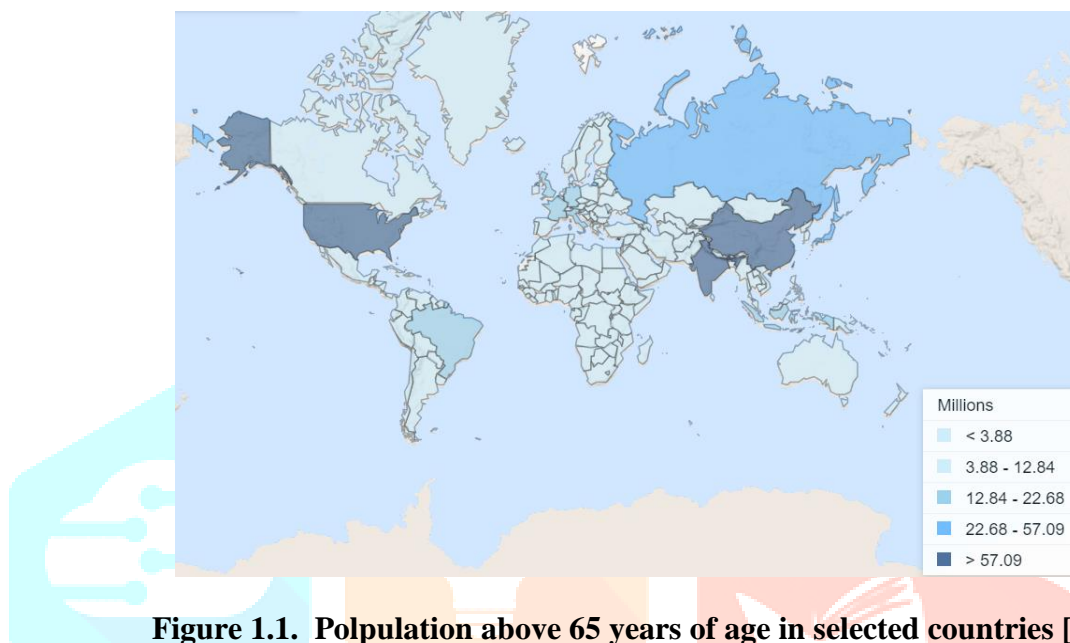 Millions
< 3.88
3.88 - 12.84
12.84 - 22.68
22.68 - 57.09
> 57.09
Figure 1.1. Polpulation above 65 years of age in selected countries [